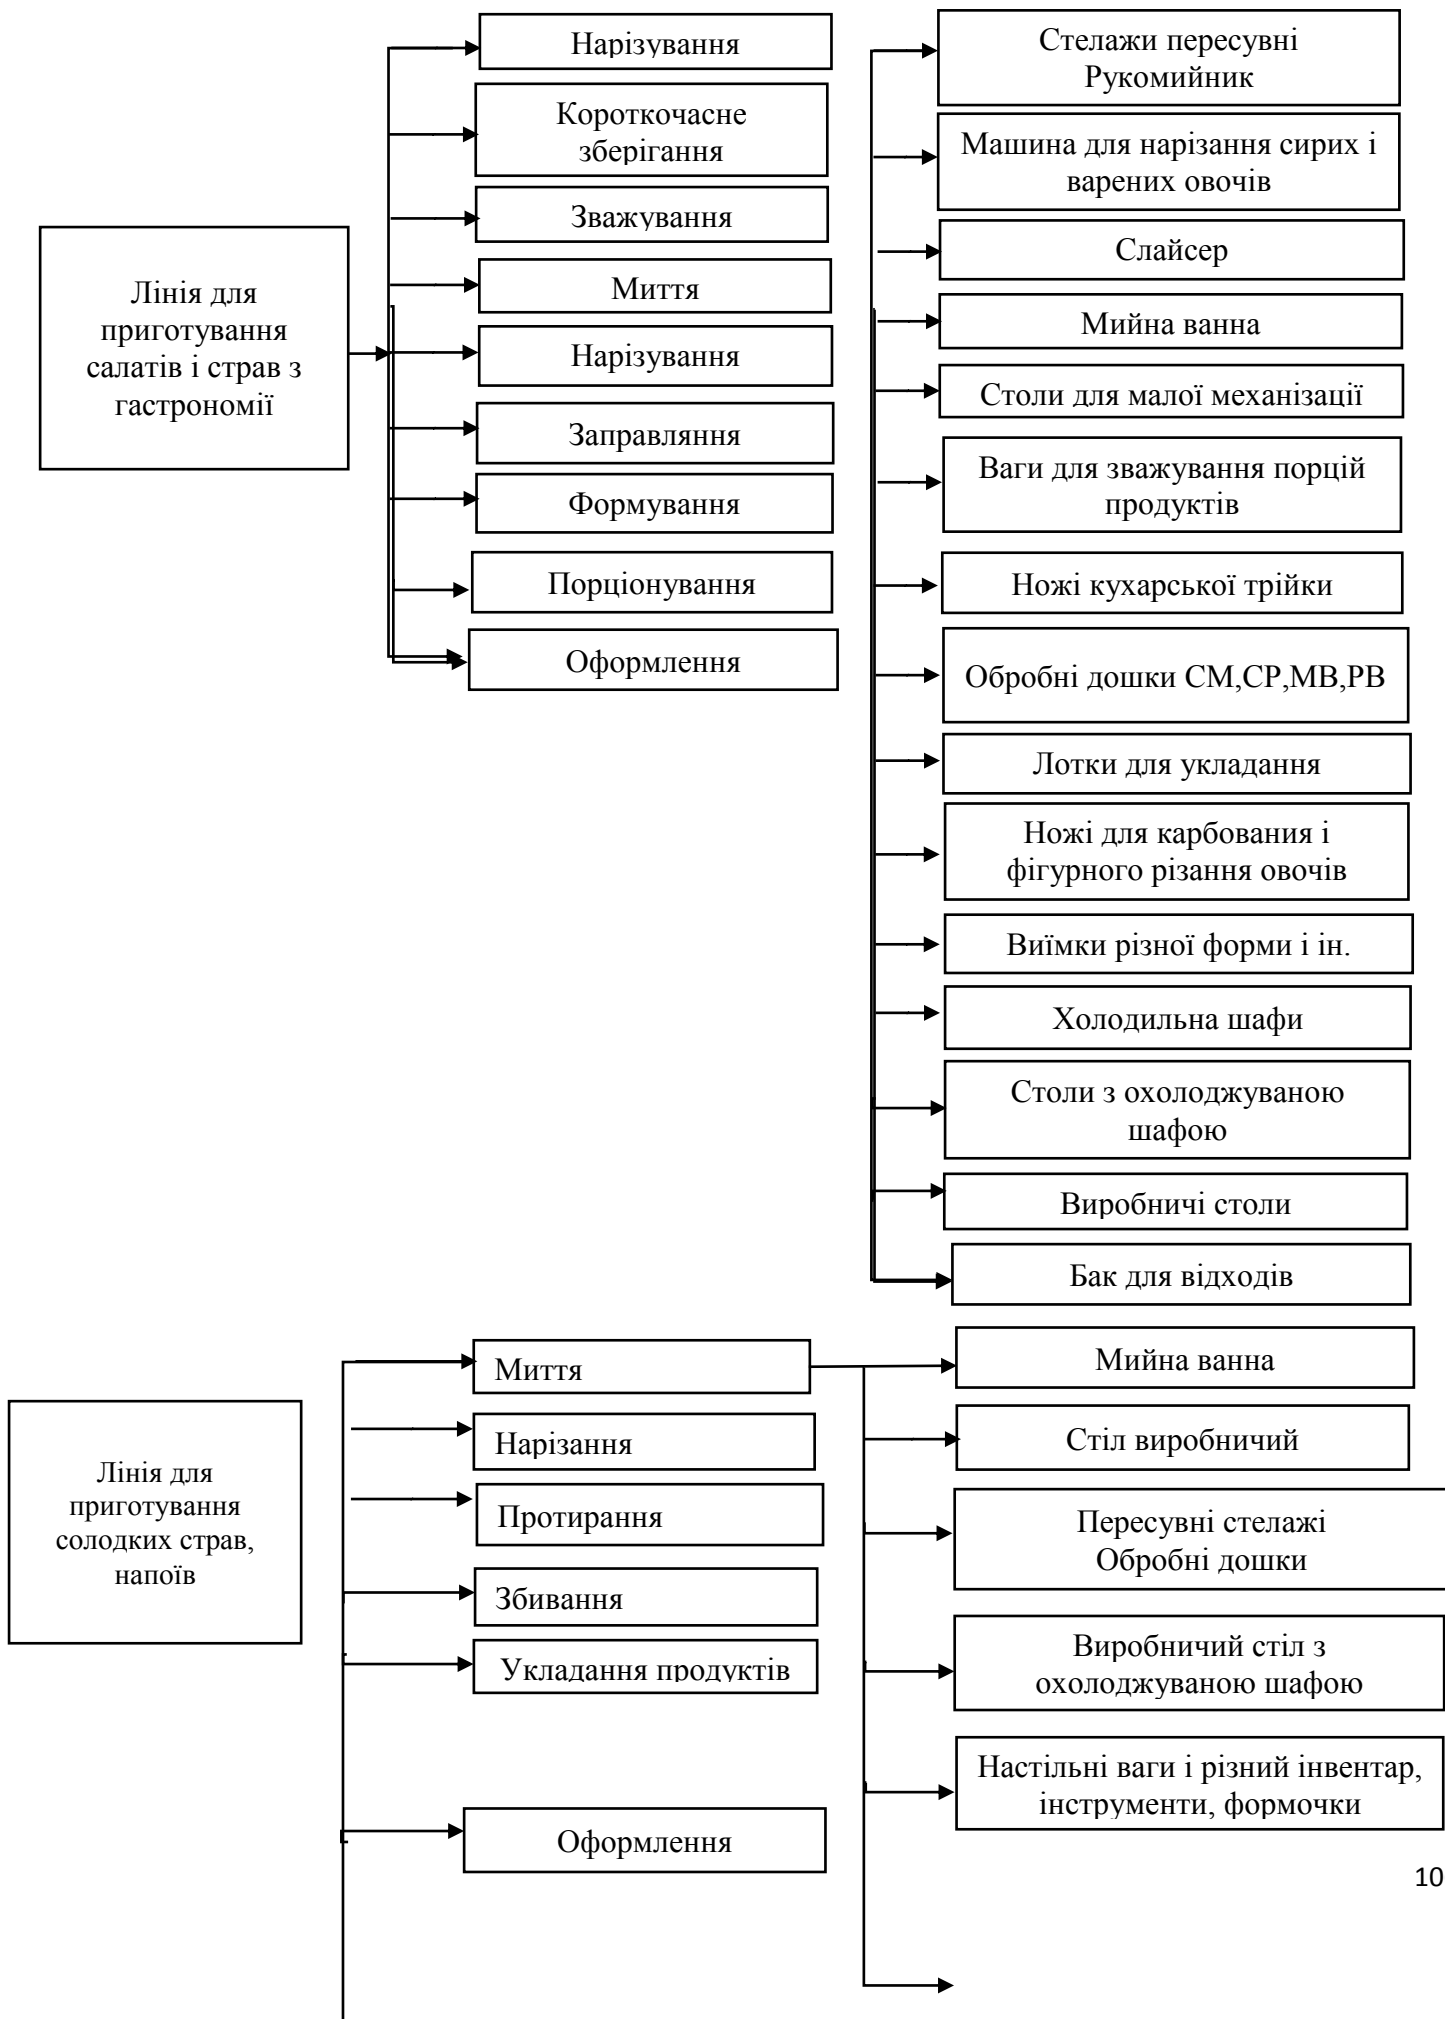 Лінія для
приготування
салатів і страв з
гастрономії
Нарізування
Короткочасне
зберігання
Зважування
Миття
Нарізування
Заправляння
Формування
Порціонування
Оформлення
Стелажи пересувні
Рукомийник
Машина для нарізання сирих і
варених овочів
Слайсер
Мийна ванна
Столи для малої механізації
Ваги для зважування порцій
продуктів
Ножі кухарської трійки
Обробні дошки СМ,СР,МВ,РВ
Лотки для укладання
Ножі для карбования і
фігурного різання овочів
Виїмки різної форми і ін.
Холодильна шафи
Столи з охолоджуваною
шафою
Виробничі столи
Бак для відходів
Лінія для
приготування
солодких страв,
напоїв
Миття
Нарізання
Протирання
Збивання
Укладання продуктів
Оформлення
Мийна ванна
Стіл виробничий
Пересувні стелажі
Обробні дошки
Виробничий стіл з
охолоджуваною шафою
Настільні ваги і різний інвентар,
інструменти, формочки
10